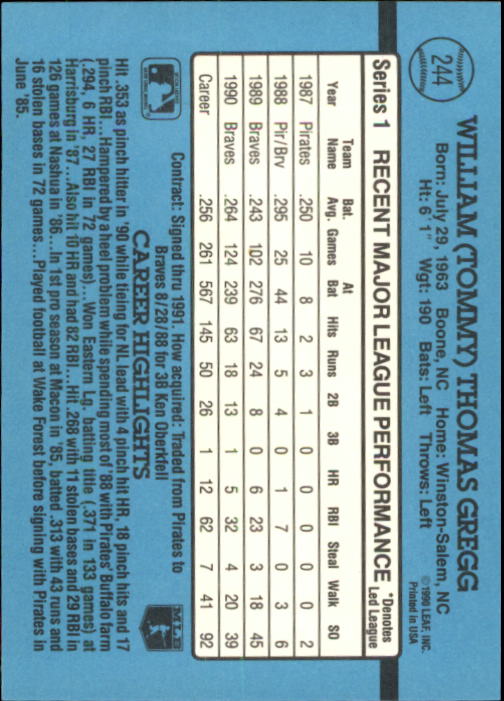 244
WILLIAM (TOMMY) THOMAS GREGG
Born: July 29, 1963 Boone, NC Home: Winston-Salem, NC
Ht: 6' 1" Wgt: 190 Bats: Left Throws: Left
©1990 LEAF, INC.
Printed in USA
Series 1 RECENT MAJOR LEAGUE PERFORMANCE *Denotes Led League
Year Team Name Bat. Avg. Games At Bat Hits Runs 2B 3B HR RBI Steal Walk SO
1987 Pirates .250 10 8 2 3 1 0 0 0 0 0 2
1988 Pir/Brv .295 25 44 13 5 4 0 1 7 0 3 6
1989 Braves .243 102 276 67 24 8 0 6 23 3 18 45
1990 Braves .264 124 239 63 18 13 1 5 32 4 20 39
Career .256 261 567 145 50 26 1 12 62 7 41 92
Contract: Signed thru 1991. How acquired: Traded from Pirates to
Braves 8/28/88 for 3B Ken Oberkfell
CAREER HIGHLIGHTS
MLB
Hit .353 as pinch hitter in '90 while tieing for NL lead with 4 pinch hit HR, 18 pinch hits and 17
pinch RBI...Hampered by a heel problem while spending most of '88 with Pirates' Buffalo farm
(.294, 6 HR, 27 RBI in 72 games)...Won Eastern Lg. batting title (.371 in 133 games) at
Harrisburg in '87...Also hit 10 HR and had 82 RBI...Hit .268 with 11 stolen bases and 29 RBI in
126 games at Nashua in '86...In 1st pro season at Macon in '85, batted .313 with 43 runs and
16 stolen bases in 72 games...Played football at Wake Forest before signing with Pirates in
June '85.